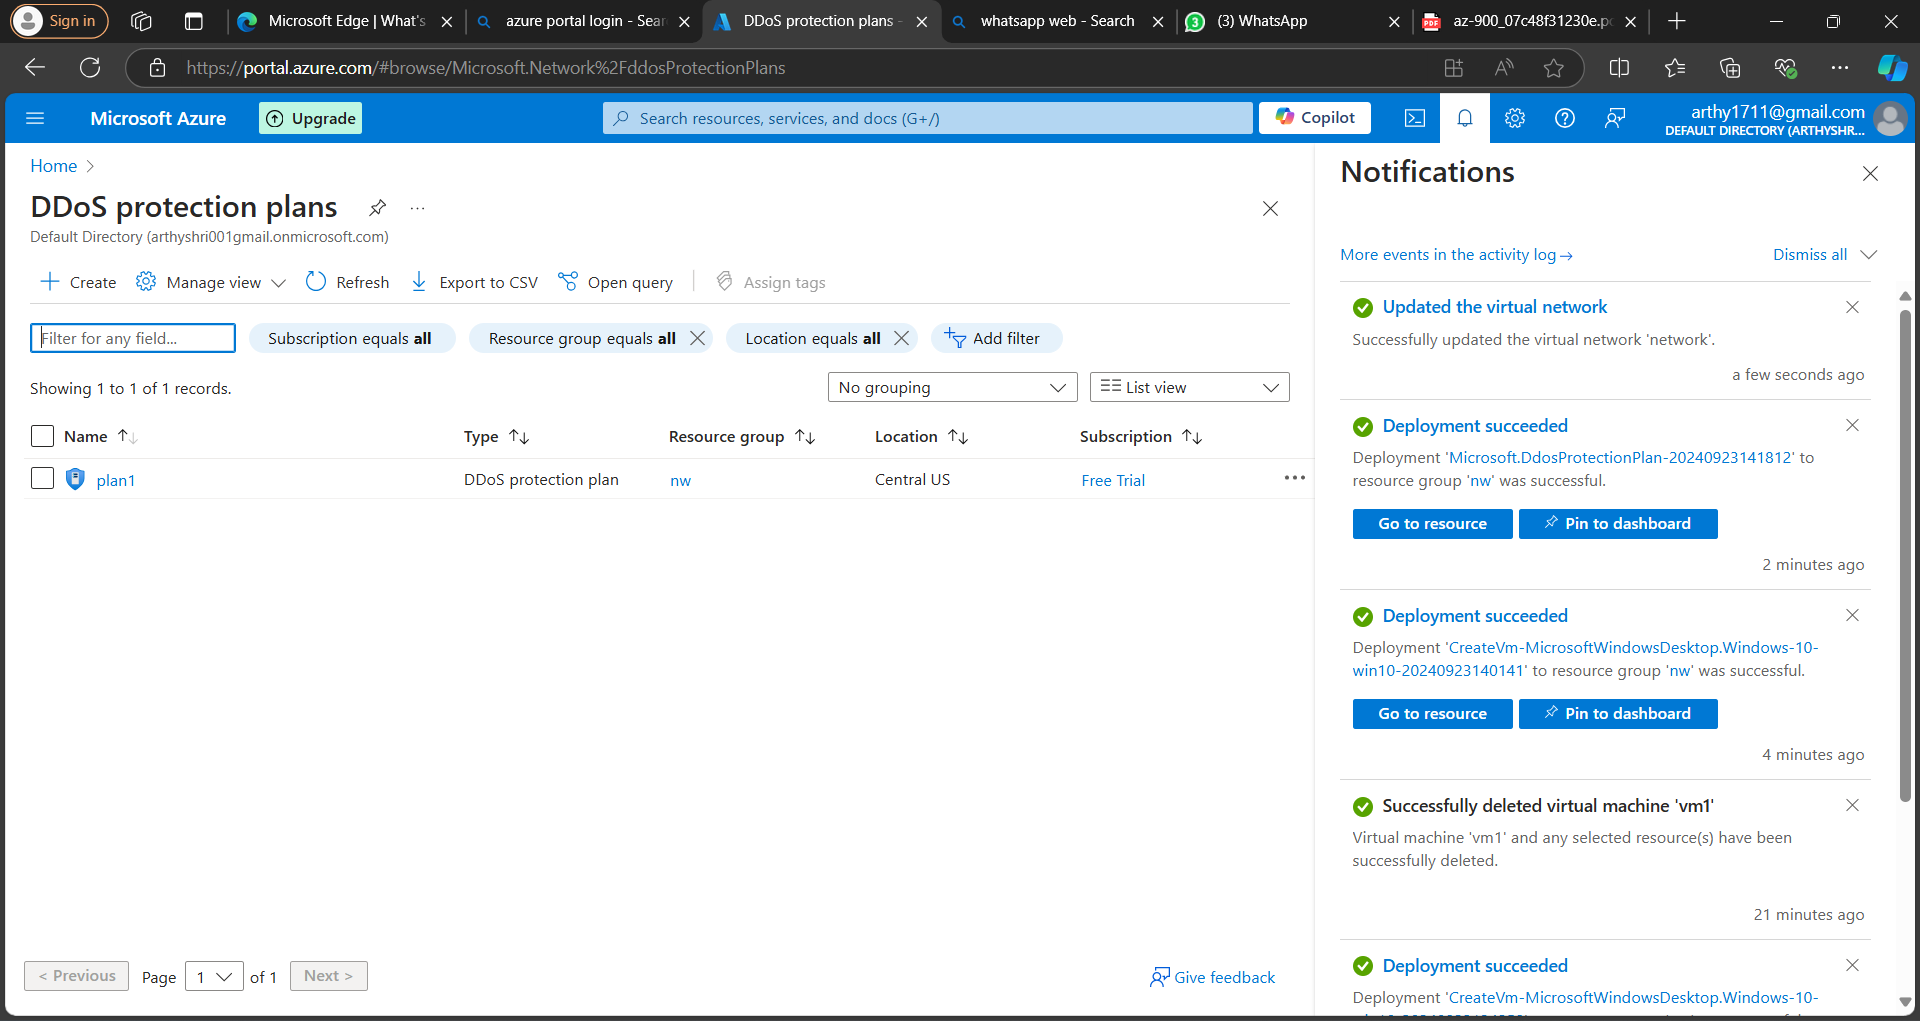 Sign in
Microsoft Edge | What's
azure portal login - Sear
DDoS protection plans -
whatsapp web - Search
3
(3) WhatsApp
PDF
az-900_07c48f31230e.pd
https://portal.azure.com/#browse/Microsoft.Network%2FddosProtectionPlans
Microsoft Azure
Upgrade
Search resources, services, and docs (G+/)
Copilot
arthy1711@gmail.com
DEFAULT DIRECTORY (ARTHYSHR...
Home
DDoS protection plans
Default Directory (arthyshri001gmail.onmicrosoft.com)
Create
Manage view
Refresh
Export to CSV
Open query
Assign tags
Filter for any field...
Subscription equals all
Resource group equals all
Location equals all
Add filter
Showing 1 to 1 of 1 records.
No grouping
List view
Name
Type
Resource group
Location
Subscription
plan1
DDoS protection plan
nw
Central US
Free Trial
< Previous
Page
1
of 1
Next >
Give feedback
Notifications
More events in the activity log →
Dismiss all
Updated the virtual network
Successfully updated the virtual network 'network'.
a few seconds ago
Deployment succeeded
Deployment 'Microsoft.DdosProtectionPlan-20240923141812' to
resource group 'nw' was successful.
Go to resource
Pin to dashboard
2 minutes ago
Deployment succeeded
Deployment 'CreateVm-MicrosoftWindowsDesktop.Windows-10-
win10-20240923140141' to resource group 'nw' was successful.
Go to resource
Pin to dashboard
4 minutes ago
Successfully deleted virtual machine 'vm1'
Virtual machine 'vm1' and any selected resource(s) have been
successfully deleted.
21 minutes ago
Deployment succeeded
Deployment 'CreateVm-MicrosoftWindowsDesktop.Windows-10-